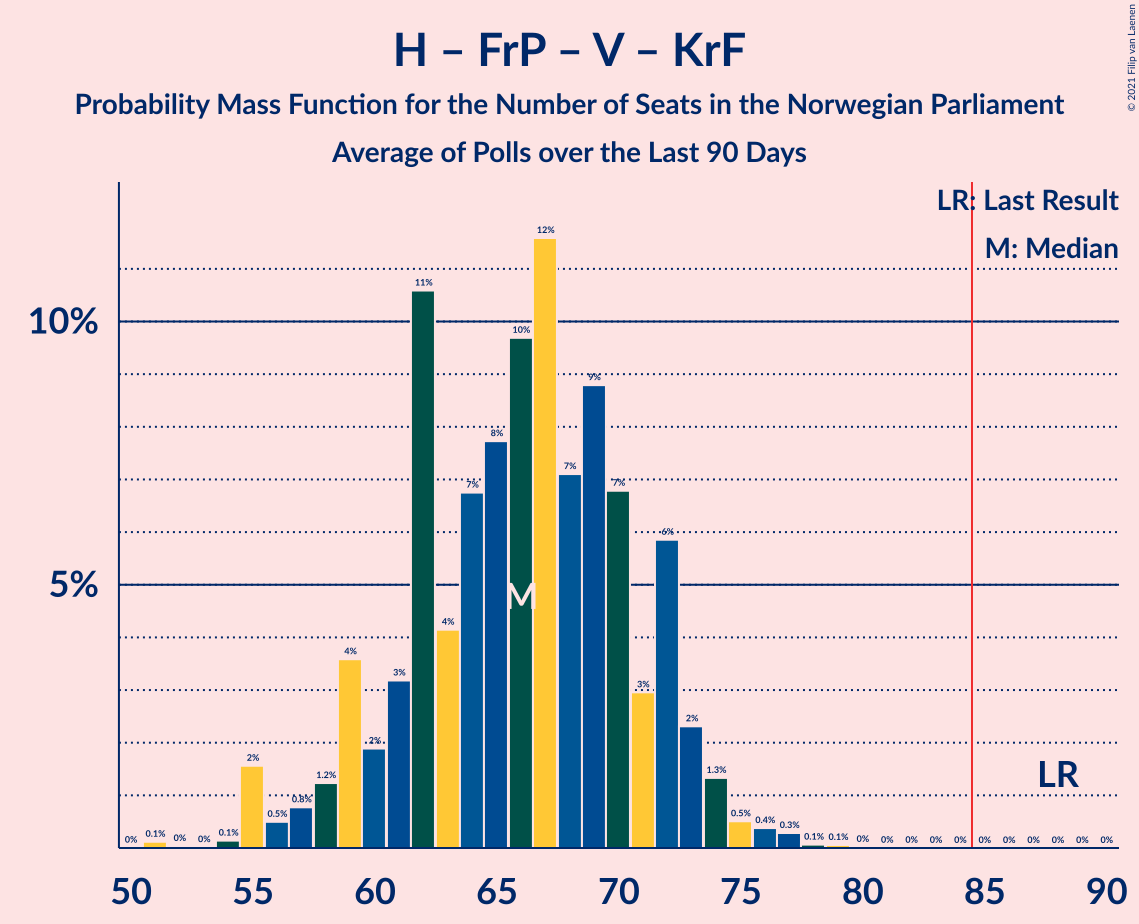 H – FrP – V – KrF
Probability Mass Function for the Number of Seats in the Norwegian Parliament
Average of Polls over the Last 90 Days
© 2021 Filip van Laenen
LR: Last Result
M: Median
10%
5%
0% 0.1% 0% 0% 0.1% 2% 0.5% 0.8% 1.2% 4% 2% 3% 11% 4% 7% 8% 10% 12% 7% 9% 7% 3% 6% 2% 1.3% 0.5% 0.4% 0.3% 0.1% 0.1% 0% 0% 0% 0% 0% 0% 0% 0% 0% 0% 0%
M
LR
50 55 60 65 70 75 80 85 90